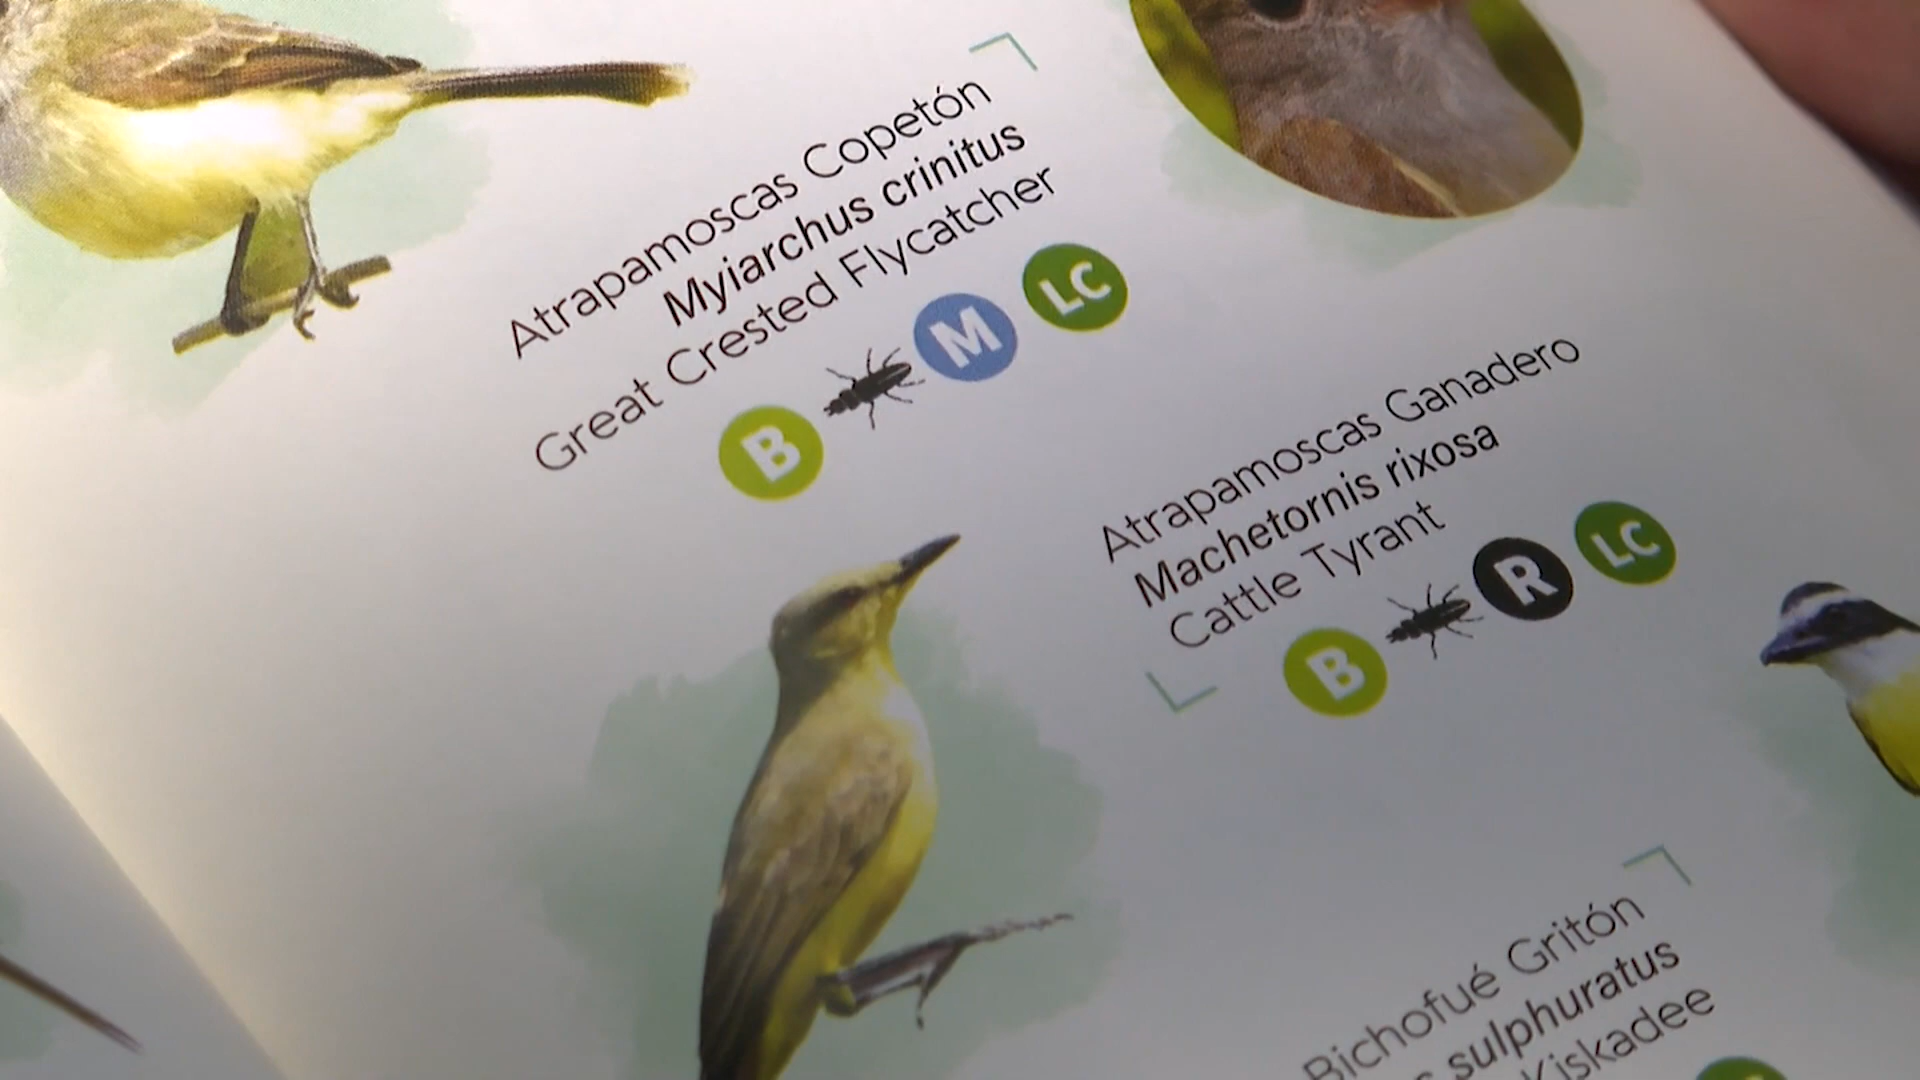 Atrapamoscas Copetón
Myiarchus crinitus
Great Crested Flycatcher
B M LC
Atrapamoscas Ganadero
Machetornis rixosa
Cattle Tyrant
B R LC
Bichofué Gritón
sulphuratus
Kiskadee